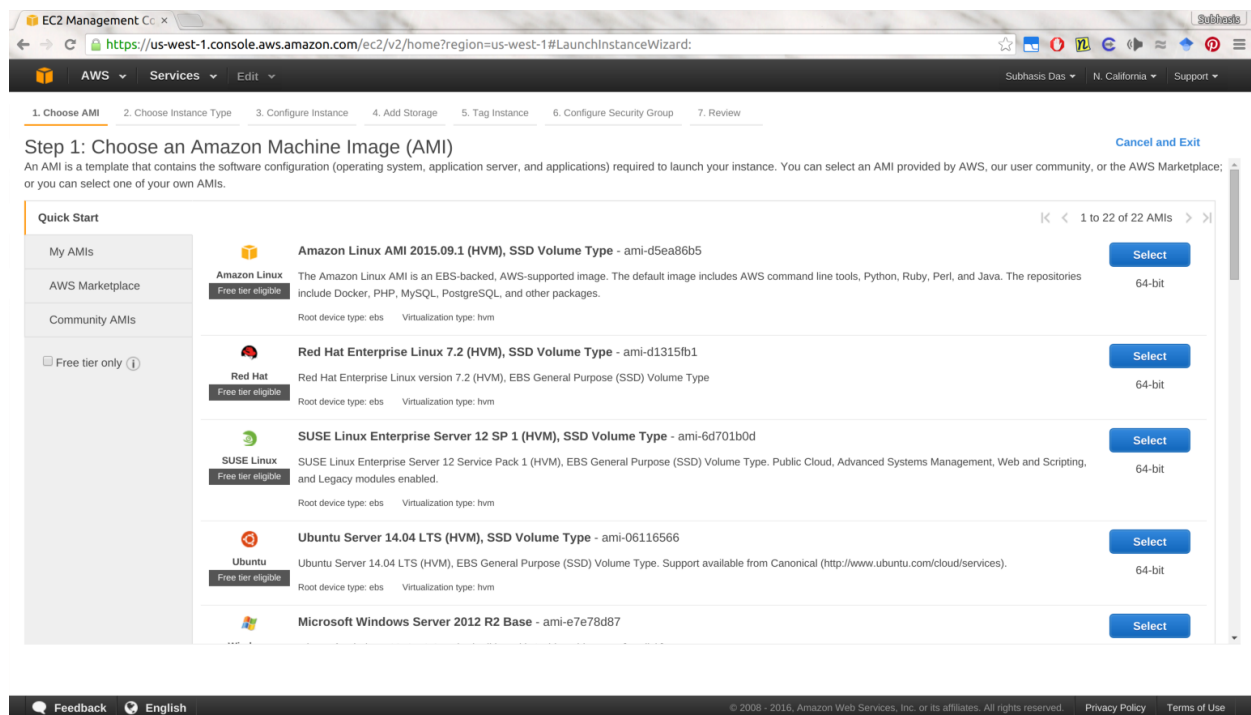 EC2 Management Co ×
Subhasis
https://us-west-1.console.aws.amazon.com/ec2/v2/home?region=us-west-1#LaunchInstanceWizard:
AWS Services Edit Subhasis Das N. California Support
1. Choose AMI 2. Choose Instance Type 3. Configure Instance 4. Add Storage 5. Tag Instance 6. Configure Security Group 7. Review
Step 1: Choose an Amazon Machine Image (AMI)
Cancel and Exit
An AMI is a template that contains the software configuration (operating system, application server, and applications) required to launch your instance. You can select an AMI provided by AWS, our user community, or the AWS Marketplace;
or you can select one of your own AMIs.
Quick Start
1 to 22 of 22 AMIs
My AMIs
AWS Marketplace
Community AMIs
Free tier only
Amazon Linux
Free tier eligible
Amazon Linux AMI 2015.09.1 (HVM), SSD Volume Type - ami-d5ea86b5
The Amazon Linux AMI is an EBS-backed, AWS-supported image. The default image includes AWS command line tools, Python, Ruby, Perl, and Java. The repositories
include Docker, PHP, MySQL, PostgreSQL, and other packages.
Root device type: ebs Virtualization type: hvm
Select
64-bit
Red Hat
Free tier eligible
Red Hat Enterprise Linux 7.2 (HVM), SSD Volume Type - ami-d1315fb1
Red Hat Enterprise Linux version 7.2 (HVM), EBS General Purpose (SSD) Volume Type
Root device type: ebs Virtualization type: hvm
Select
64-bit
SUSE Linux
Free tier eligible
SUSE Linux Enterprise Server 12 SP 1 (HVM), SSD Volume Type - ami-6d701b0d
SUSE Linux Enterprise Server 12 Service Pack 1 (HVM), EBS General Purpose (SSD) Volume Type. Public Cloud, Advanced Systems Management, Web and Scripting,
and Legacy modules enabled.
Root device type: ebs Virtualization type: hvm
Select
64-bit
Ubuntu
Free tier eligible
Ubuntu Server 14.04 LTS (HVM), SSD Volume Type - ami-06116566
Ubuntu Server 14.04 LTS (HVM), EBS General Purpose (SSD) Volume Type. Support available from Canonical (http://www.ubuntu.com/cloud/services).
Root device type: ebs Virtualization type: hvm
Select
64-bit
Microsoft Windows Server 2012 R2 Base - ami-e7e78d87
Select
Feedback English © 2008 - 2016, Amazon Web Services, Inc. or its affiliates. All rights reserved. Privacy Policy Terms of Use